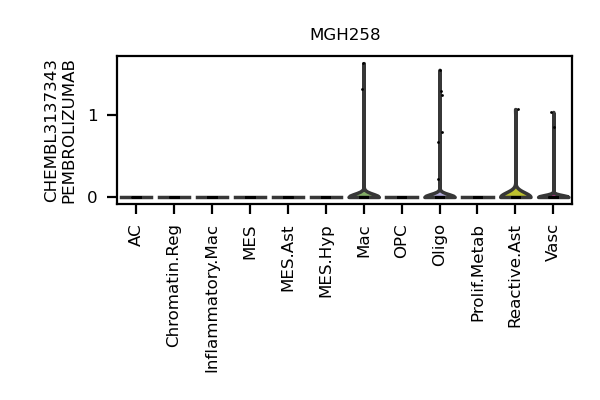 MGH258
CHEMBL3137343
PEMBROLIZUMAB
1
0
AC
Chromatin.Reg
Inflammatory.Mac
MES
MES.Ast
MES.Hyp
Mac
OPC
Oligo
Prolif.Metab
Reactive.Ast
Vasc